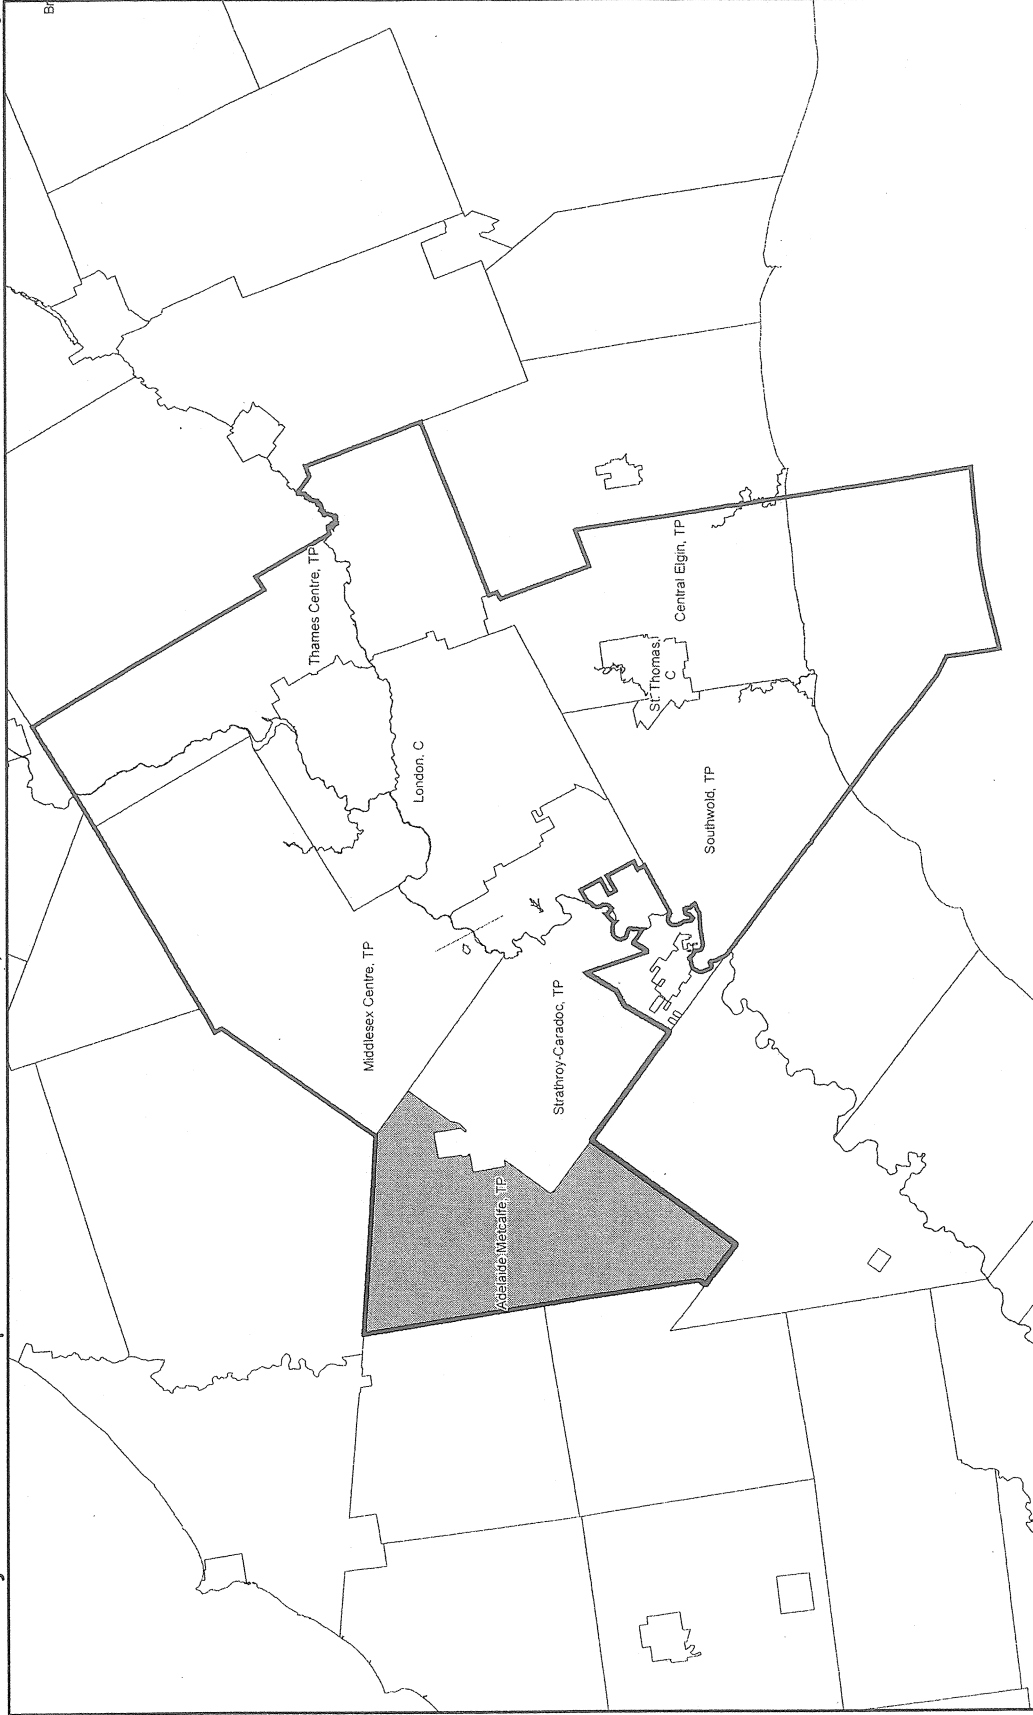 Br
Thames Centre, TP
London, C
Middlesex Centre, TP
Central Elgin, TP
St. Thomas,
C
Southwold, TP
Strathroy-Caradoc, TP
Adelaide Metcalfe, TP